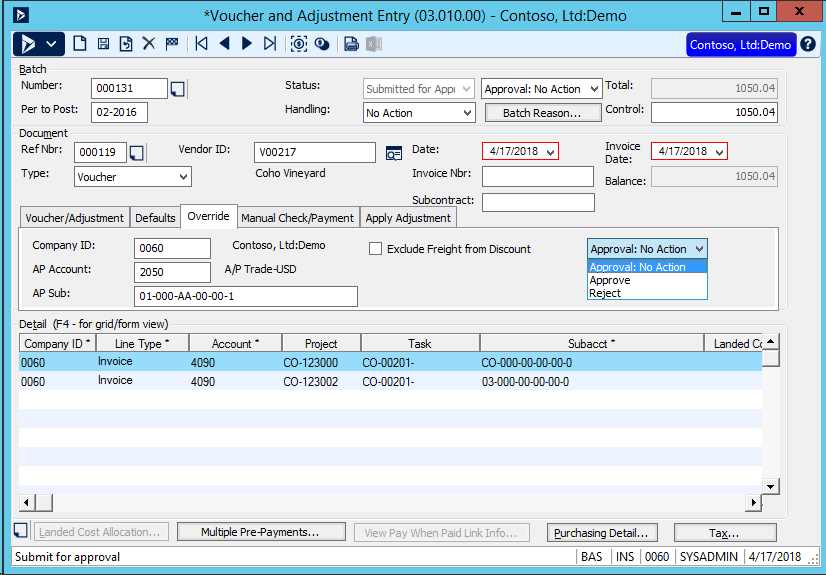 *Voucher and Adjustment Entry (03.010.00) - Contoso, Ltd:Demo
Contoso, Ltd:Demo
Batch
Number: 000131 Status: Submitted for Appr Approval: No Action Total: 1050.04
Per to Post: 02-2016 Handling: No Action Batch Reason... Control: 1050.04
Document
Ref Nbr: 000119 Vendor ID: V00217 Date: 4/17/2018 Invoice Date: 4/17/2018
Type: Voucher Coho Vineyard Invoice Nbr: Balance: 1050.04
Subcontract:
Voucher/Adjustment Defaults Override Manual Check/Payment Apply Adjustment
Company ID: 0060 Contoso, Ltd:Demo Exclude Freight from Discount Approval: No Action
AP Account: 2050 A/P Trade-USD Approval: No Action
Approve
AP Sub: 01-000-AA-00-00-1 Reject
Detail (F4 - for grid/form view)
Company ID * Line Type * Account * Project Task Subacct * Landed Co
0060 Invoice 4090 CO-123000 CO-00201- CO-000-00-00-00-0
0060 Invoice 4090 CO-123002 CO-00201- 03-000-00-00-00-0
Landed Cost Allocation... Multiple Pre-Payments... View Pay When Paid Link Info... Purchasing Detail... Tax...
Submit for approval BAS INS 0060 SYSADMIN 4/17/2018